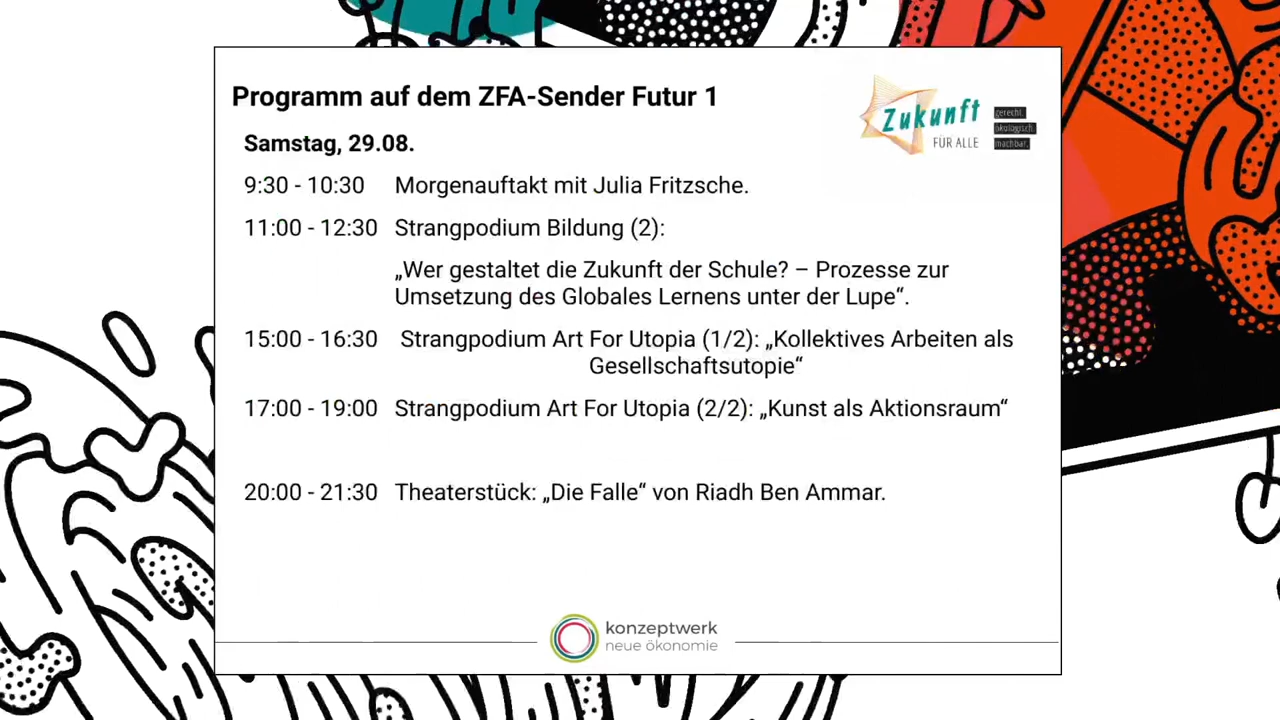 Programm auf dem ZFA-Sender Futur 1
Zukunft
FÜR ALLE
gerecht.
ökologisch.
machbar.
Samstag, 29.08.
9:30 - 10:30 Morgenauftakt mit Julia Fritzsche.
11:00 - 12:30 Strangpodium Bildung (2):
„Wer gestaltet die Zukunft der Schule? – Prozesse zur
Umsetzung des Globales Lernens unter der Lupe“.
15:00 - 16:30 Strangpodium Art For Utopia (1/2): „Kollektives Arbeiten als
Gesellschaftsutopie“
17:00 - 19:00 Strangpodium Art For Utopia (2/2): „Kunst als Aktionsraum“
20:00 - 21:30 Theaterstück: „Die Falle“ von Riadh Ben Ammar.
konzeptwerk
neue ökonomie